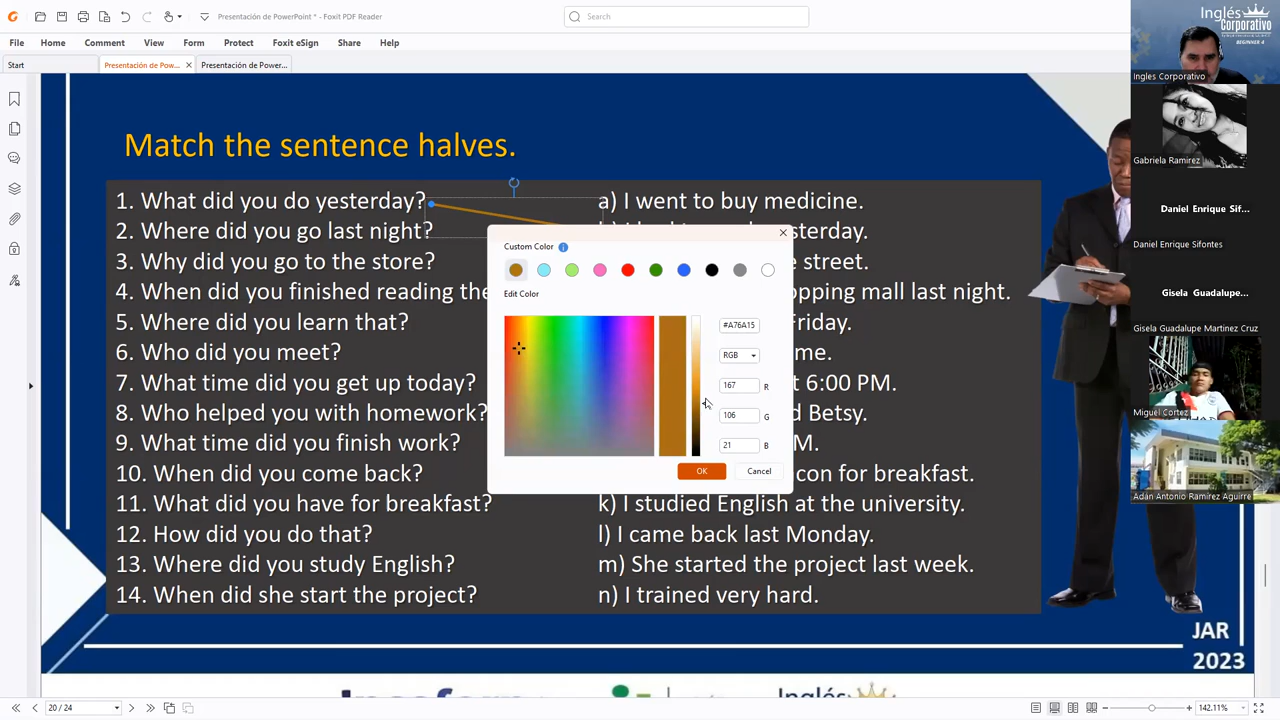 Presentación de PowerPoint * - Foxit PDF Reader
Search
File Home Comment View Form Protect Foxit eSign Share Help
Start
Presentación de Pow...
Presentación de Power...
Match the sentence halves.
1. What did you do yesterday?
2. Where did you go last night?
3. Why did you go to the store?
4. When did you finished reading the
5. Where did you learn that?
6. Who did you meet?
7. What time did you get up today?
8. Who helped you with homework?
9. What time did you finish work?
10. When did you come back?
11. What did you have for breakfast?
12. How did you do that?
13. Where did you study English?
14. When did she start the project?
a) I went to buy medicine.
esterday.
e street.
opping mall last night.
Friday.
me.
t 6:00 PM.
d Betsy.
M.
con for breakfast.
k) I studied English at the university.
l) I came back last Monday.
m) She started the project last week.
n) I trained very hard.
Custom Color
Edit Color
#A76A15
RGB
167 R
106 G
21 B
OK Cancel
JAR
2023
Inglés
Corporativo
BEGINNER 4
Ingles Corporativo
Gabriela Ramirez
Daniel Enrique Sif...
Daniel Enrique Sifontes
Gisela Guadalupe...
Gisela Guadalupe Martinez Cruz
Miguel Cortez
Adán Antonio Ramírez Aguirre
Inglés
20 / 24
142.11%